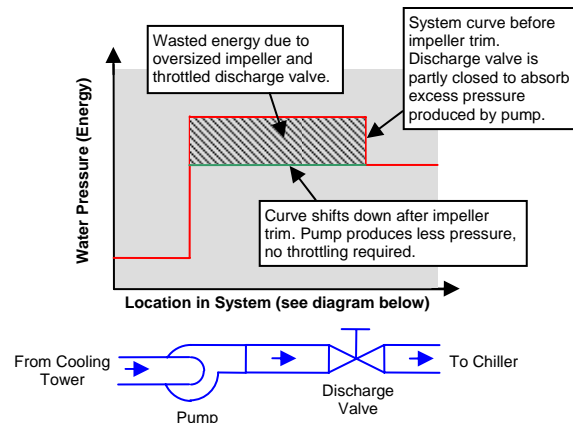 Wasted energy due to
oversized impeller and
throttled discharge valve.
System curve before
impeller trim.
Discharge valve is
partly closed to absorb
excess pressure
produced by pump.
Water Pressure (Energy)
Curve shifts down after impeller
trim. Pump produces less pressure,
no throttling required.
Location in System (see diagram below)
From Cooling
Tower
To Chiller
Discharge
Valve
Pump